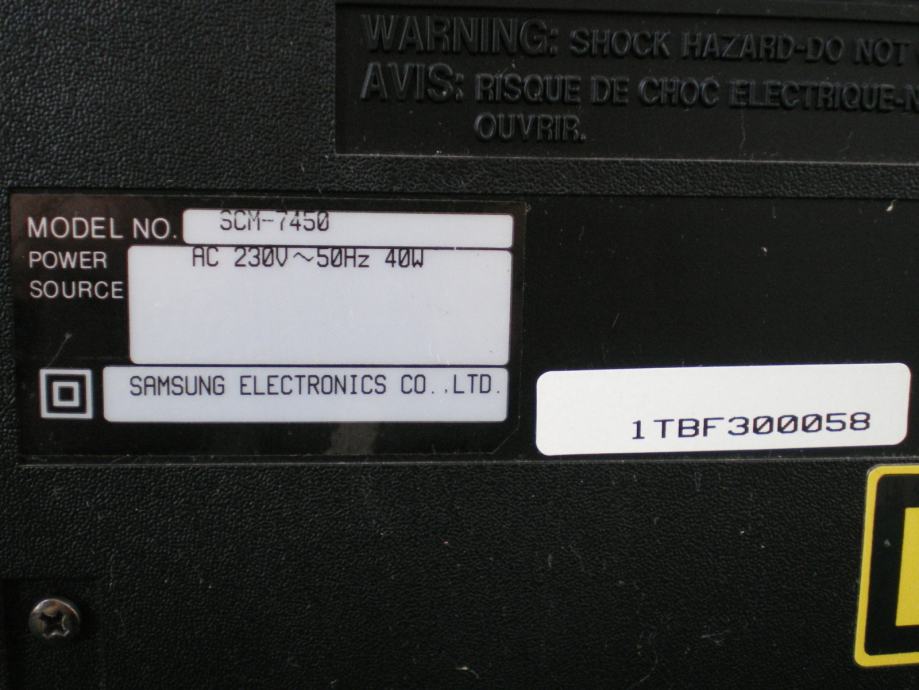 WARNING: SHOCK HAZARD-DO NOT
AVIS: RISQUE DE CHOC ELECTRIQUE-N
OUVRIR.
MODEL NO. SCM-7450
POWER SOURCE AC 230V~50Hz 40W
SAMSUNG ELECTRONICS CO.,LTD.
1TBF300058